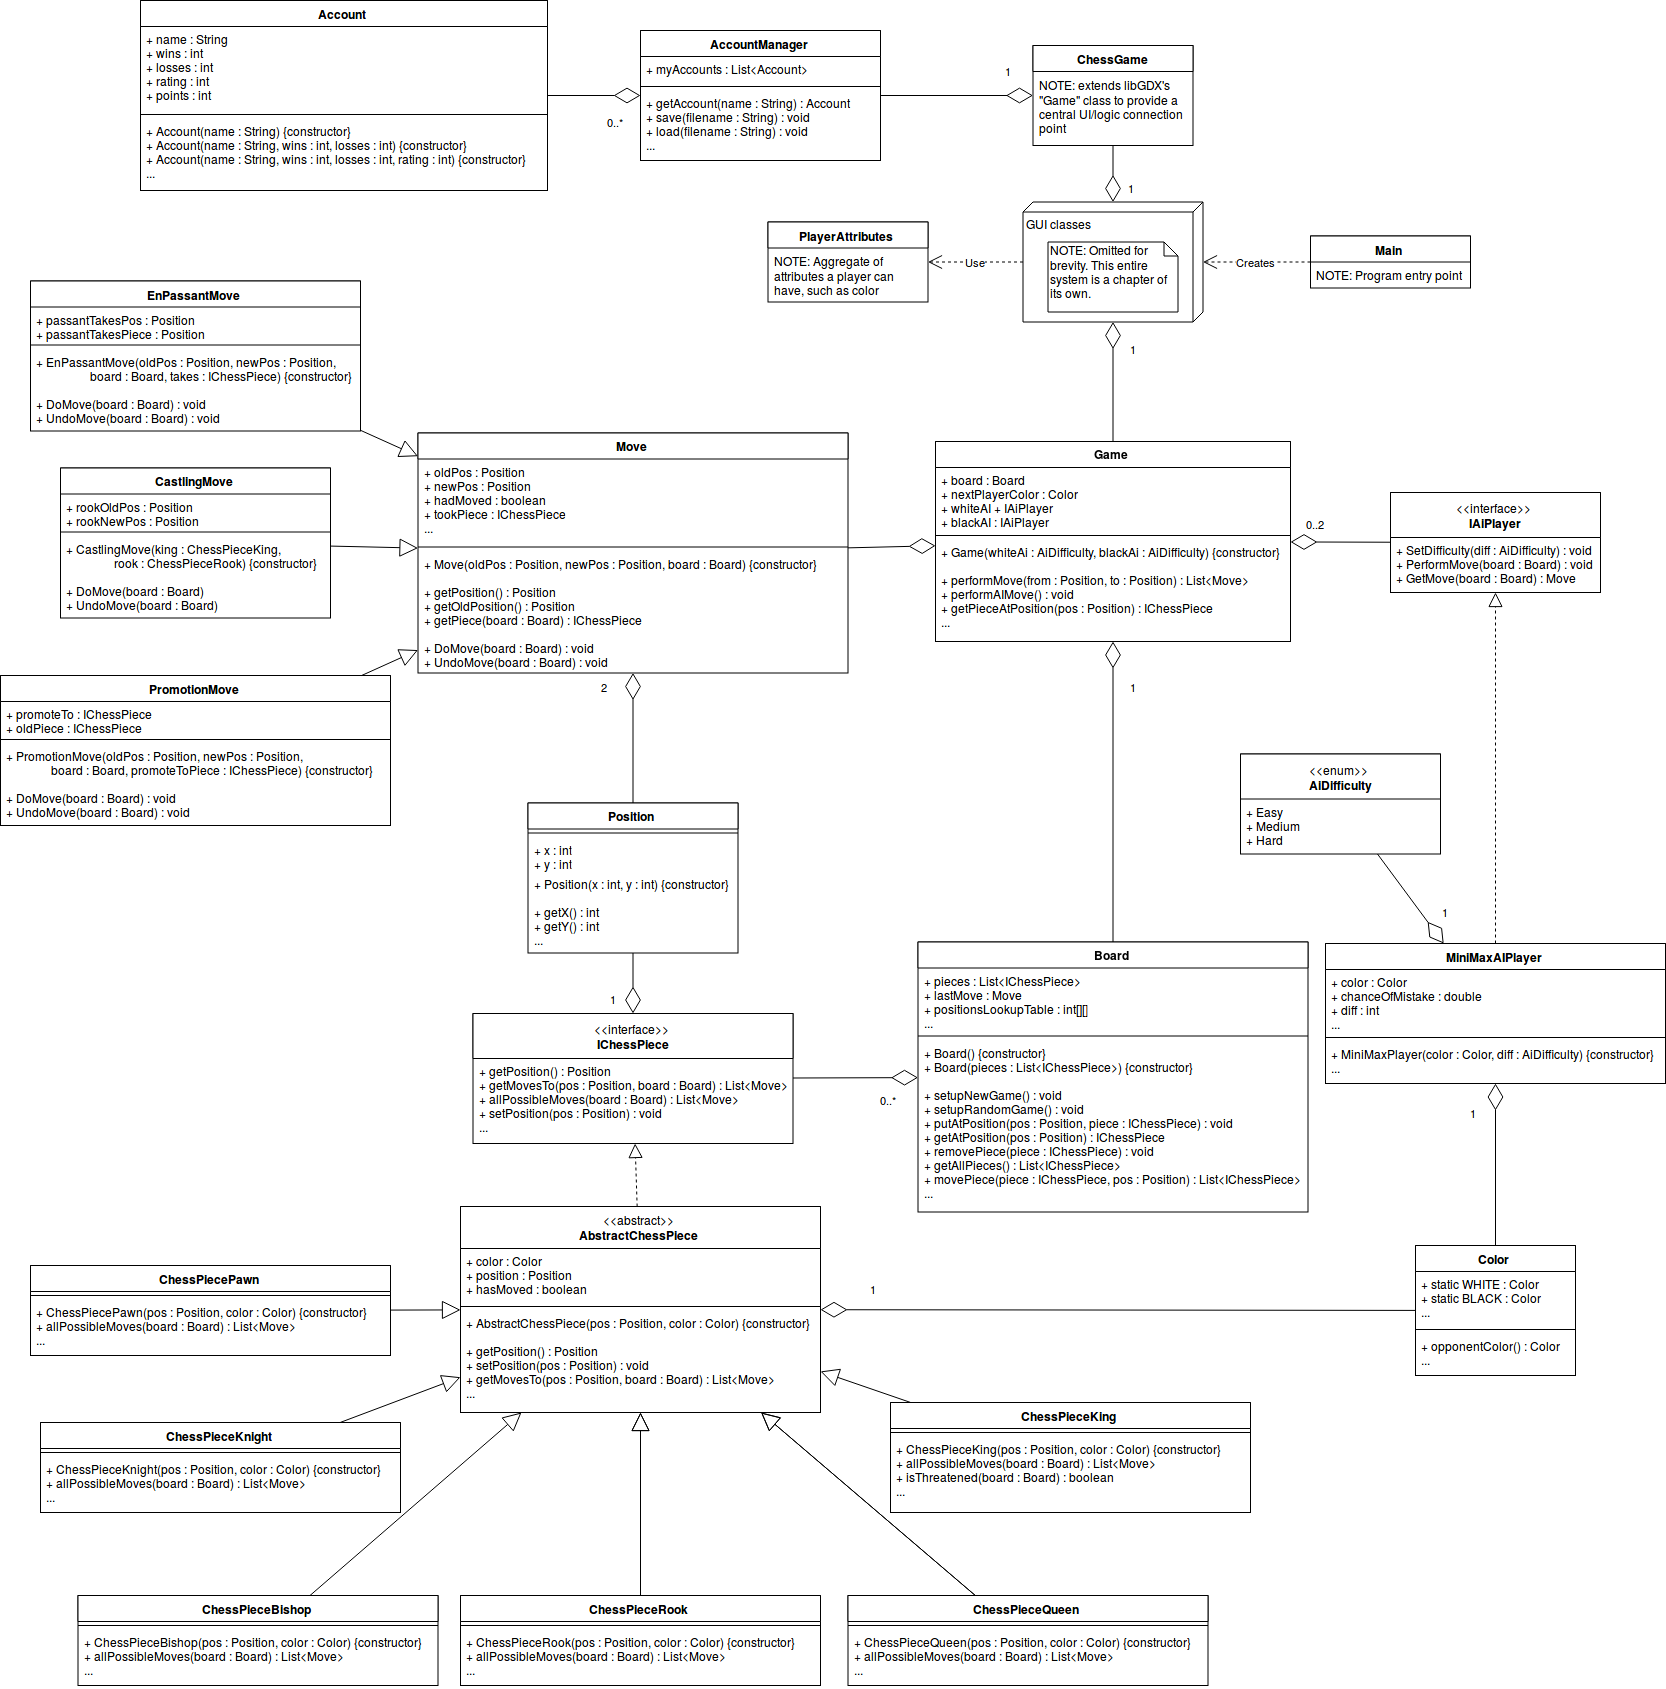 Account
+ name : String
+ wins : int
+ losses : int
+ rating : int
+ points : int
+ Account(name : String) {constructor}
+ Account(name : String, wins : int, losses : int) {constructor}
+ Account(name : String, wins : int, losses : int, rating : int) {constructor}
...
0..*
AccountManager
+ myAccounts : List<Account>
+ getAccount(name : String) : Account
+ save(filename : String) : void
+ load(filename : String) : void
...
1
ChessGame
NOTE: extends libGDX's
"Game" class to provide a
central UI/logic connection
point
1
PlayerAttributes
NOTE: Aggregate of
attributes a player can
have, such as color
Use
GUI classes
NOTE: Omitted for
brevity. This entire
system is a chapter of
its own.
Creates
Main
NOTE: Program entry point
1
EnPassantMove
+ passantTakesPos : Position
+ passantTakesPiece : Position
+ EnPassantMove(oldPos : Position, newPos : Position,
board : Board, takes : IChessPiece) {constructor}
+ DoMove(board : Board) : void
+ UndoMove(board : Board) : void
CastlingMove
+ rookOldPos : Position
+ rookNewPos : Position
+ CastlingMove(king : ChessPieceKing,
rook : ChessPieceRook) {constructor}
+ DoMove(board : Board)
+ UndoMove(board : Board)
PromotionMove
+ promoteTo : IChessPiece
+ oldPiece : IChessPiece
+ PromotionMove(oldPos : Position, newPos : Position,
board : Board, promoteToPiece : IChessPiece) {constructor}
+ DoMove(board : Board) : void
+ UndoMove(board : Board) : void
Move
+ oldPos : Position
+ newPos : Position
+ hadMoved : boolean
+ tookPiece : IChessPiece
...
+ Move(oldPos : Position, newPos : Position, board : Board) {constructor}
+ getPosition() : Position
+ getOldPosition() : Position
+ getPiece(board : Board) : IChessPiece
+ DoMove(board : Board) : void
+ UndoMove(board : Board) : void
2
Game
+ board : Board
+ nextPlayerColor : Color
+ whiteAI + IAiPlayer
+ blackAI : IAiPlayer
+ Game(whiteAi : AiDifficulty, blackAi : AiDifficulty) {constructor}
+ performMove(from : Position, to : Position) : List<Move>
+ performAIMove() : void
+ getPieceAtPosition(pos : Position) : IChessPiece
...
0..2
1
<<interface>>
IAiPlayer
+ SetDifficulty(diff : AiDifficulty) : void
+ PerformMove(board : Board) : void
+ GetMove(board : Board) : Move
<<enum>>
AiDifficulty
+ Easy
+ Medium
+ Hard
1
Position
+ x : int
+ y : int
+ Position(x : int, y : int) {constructor}
+ getX() : int
+ getY() : int
...
1
<<interface>>
IChessPiece
+ getPosition() : Position
+ getMovesTo(pos : Position, board : Board) : List<Move>
+ allPossibleMoves(board : Board) : List<Move>
+ setPosition(pos : Position) : void
...
0..*
Board
+ pieces : List<IChessPiece>
+ lastMove : Move
+ positionsLookupTable : int[][]
...
+ Board() {constructor}
+ Board(pieces : List<IChessPiece>) {constructor}
+ setupNewGame() : void
+ setupRandomGame() : void
+ putAtPosition(pos : Position, piece : IChessPiece) : void
+ getAtPosition(pos : Position) : IChessPiece
+ removePiece(piece : IChessPiece) : void
+ getAllPieces() : List<IChessPiece>
+ movePiece(piece : IChessPiece, pos : Position) : List<IChessPiece>
...
MiniMaxAIPlayer
+ color : Color
+ chanceOfMistake : double
+ diff : int
...
+ MiniMaxPlayer(color : Color, diff : AiDifficulty) {constructor}
...
1
<<abstract>>
AbstractChessPiece
+ color : Color
+ position : Position
+ hasMoved : boolean
+ AbstractChessPiece(pos : Position, color : Color) {constructor}
+ getPosition() : Position
+ setPosition(pos : Position) : void
+ getMovesTo(pos : Position, board : Board) : List<Move>
...
1
Color
+ static WHITE : Color
+ static BLACK : Color
...
+ opponentColor() : Color
...
ChessPiecePawn
+ ChessPiecePawn(pos : Position, color : Color) {constructor}
+ allPossibleMoves(board : Board) : List<Move>
...
ChessPieceKnight
+ ChessPieceKnight(pos : Position, color : Color) {constructor}
+ allPossibleMoves(board : Board) : List<Move>
...
ChessPieceKing
+ ChessPieceKing(pos : Position, color : Color) {constructor}
+ allPossibleMoves(board : Board) : List<Move>
+ isThreatened(board : Board) : boolean
...
ChessPieceBishop
+ ChessPieceBishop(pos : Position, color : Color) {constructor}
+ allPossibleMoves(board : Board) : List<Move>
...
ChessPieceRook
+ ChessPieceRook(pos : Position, color : Color) {constructor}
+ allPossibleMoves(board : Board) : List<Move>
...
ChessPieceQueen
+ ChessPieceQueen(pos : Position, color : Color) {constructor}
+ allPossibleMoves(board : Board) : List<Move>
...